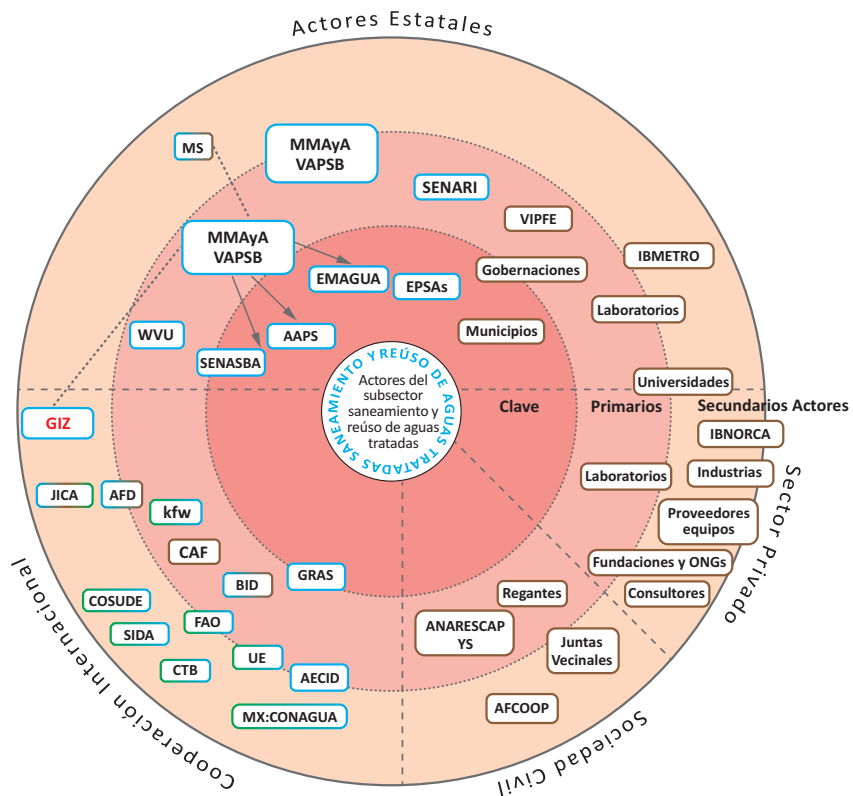 Actores Estatales
MS
MMAyA
VAPSB
SENARI
VIPFE
MMAyA
VAPSB
IBMETRO
Gobernaciones
EMAGUA
EPSAs
Laboratorios
WVU
AAPS
Municipios
SENASBA
SANEAMIENTO Y REÚSO DE AGUAS TRATADAS
Actores del
subsector
saneamiento y
reúso de aguas
tratadas
Universidades
Clave
Primarios
Secundarios Actores
GIZ
IBNORCA
Laboratorios
Industrias
JICA
AFD
kfw
Proveedores
equipos
Sector Privado
CAF
Fundaciones y ONGs
GRAS
BID
Regantes
Consultores
COSUDE
FAO
ANARESCAP
YS
SIDA
Juntas
Vecinales
UE
CTB
AECID
AFCOOP
MX:CONAGUA
Cooperación Internacional
Sociedad Civil